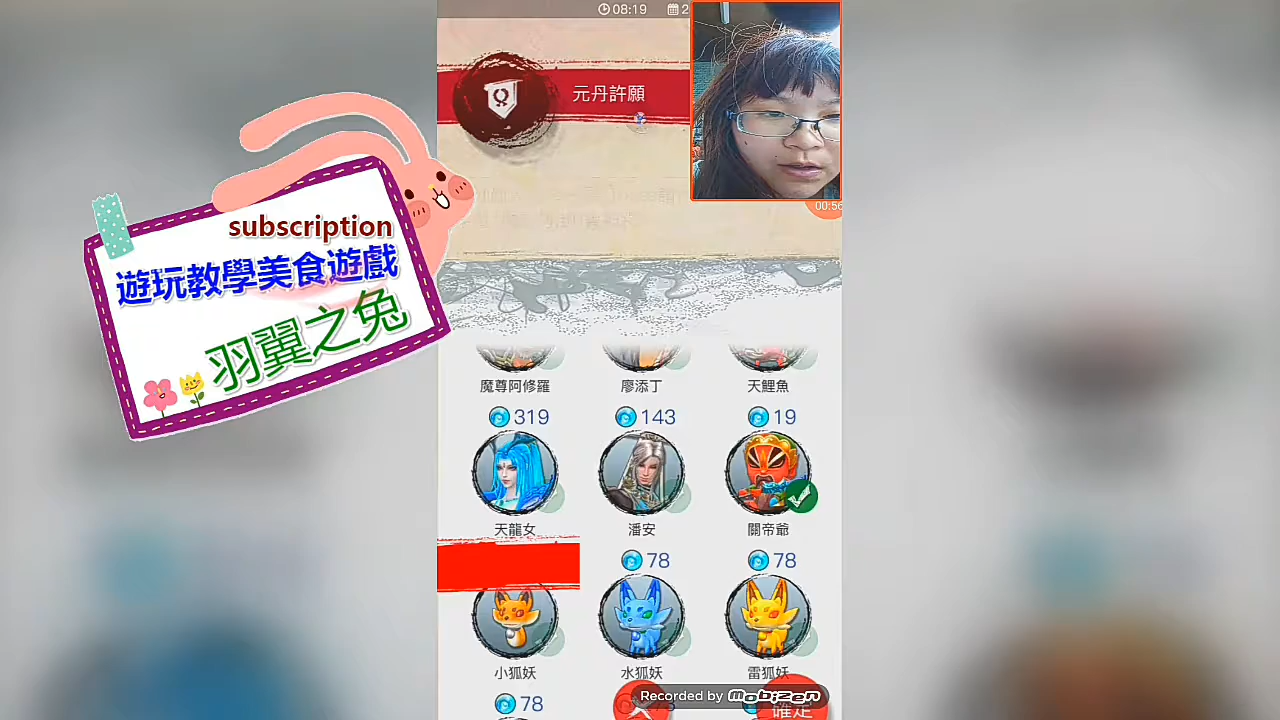 08:19
2
元丹許願
00:56
subscription
遊玩教學美食遊戲
羽翼之兔
魔尊阿修羅
廖添丁
天鯉魚
319
143
19
天龍女
潘安
關帝爺
78
78
小狐妖
水狐妖
雷狐妖
78
Recorded by mobizen
確定